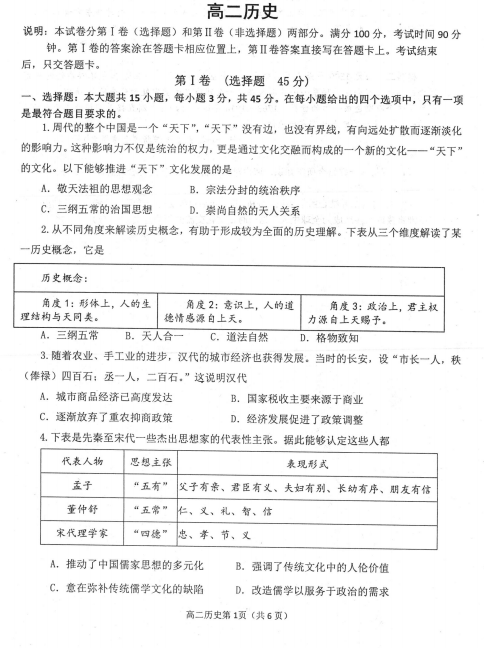 高二历史
说明：本试卷分第Ⅰ卷（选择题）和第Ⅱ卷（非选择题）两部分。满分 100 分，考试时间 90 分
钟。第Ⅰ卷的答案涂在答题卡相应位置上，第Ⅱ卷答案直接写在答题卡上。考试结束
后，只交答题卡。
第Ⅰ卷 （选择题 45 分）
一、选择题：本大题共 15 小题，每小题 3 分，共 45 分。在每小题给出的四个选项中，只有一项
是最符合题目要求的。
1.周代的整个中国是一个“天下”，“天下”没有边，也没有界线，有向远处扩散而逐渐淡化
的影响力。这种影响力不仅是统治的权力，更是通过文化交融而构成的一个新的文化——“天下”
的文化。以下能够推进“天下”文化发展的是
A．敬天法祖的思想观念 B．宗法分封的统治秩序
C．三纲五常的治国思想 D．崇尚自然的天人关系
2.从不同角度来解读历史概念，有助于形成较为全面的历史理解。下表从三个维度解读了某
一历史概念，它是
历史概念：
角度 1：形体上，人的生理结构与天同类。 角度 2：意识上，人的道德情感源自上天。 角度 3：政治上，君主权力源自上天赐予。
A．三纲五常 B．天人合一 C．道法自然 D．格物致知
3.随着农业、手工业的进步，汉代的城市经济也获得发展。当时的长安，设“市长一人，秩
（俸禄）四百石；丞一人，二百石。”这说明汉代
A．城市商品经济已高度发达 B．国家税收主要来源于商业
C．逐渐放弃了重农抑商政策 D．经济发展促进了政策调整
4.下表是先秦至宋代一些杰出思想家的代表性主张。据此能够认定这些人都
代表人物 思想主张 表现形式
孟子 “五有” 父子有亲、君臣有义、夫妇有别、长幼有序、朋友有信
董仲舒 “五常” 仁、义、礼、智、信
宋代理学家 “四德” 忠、孝、节、义
A．推动了中国儒家思想的多元化 B．强调了传统文化中的人伦价值
C．意在弥补传统儒学文化的缺陷 D．改造儒学以服务于政治的需求
高二历史第 1页（共 6 页）